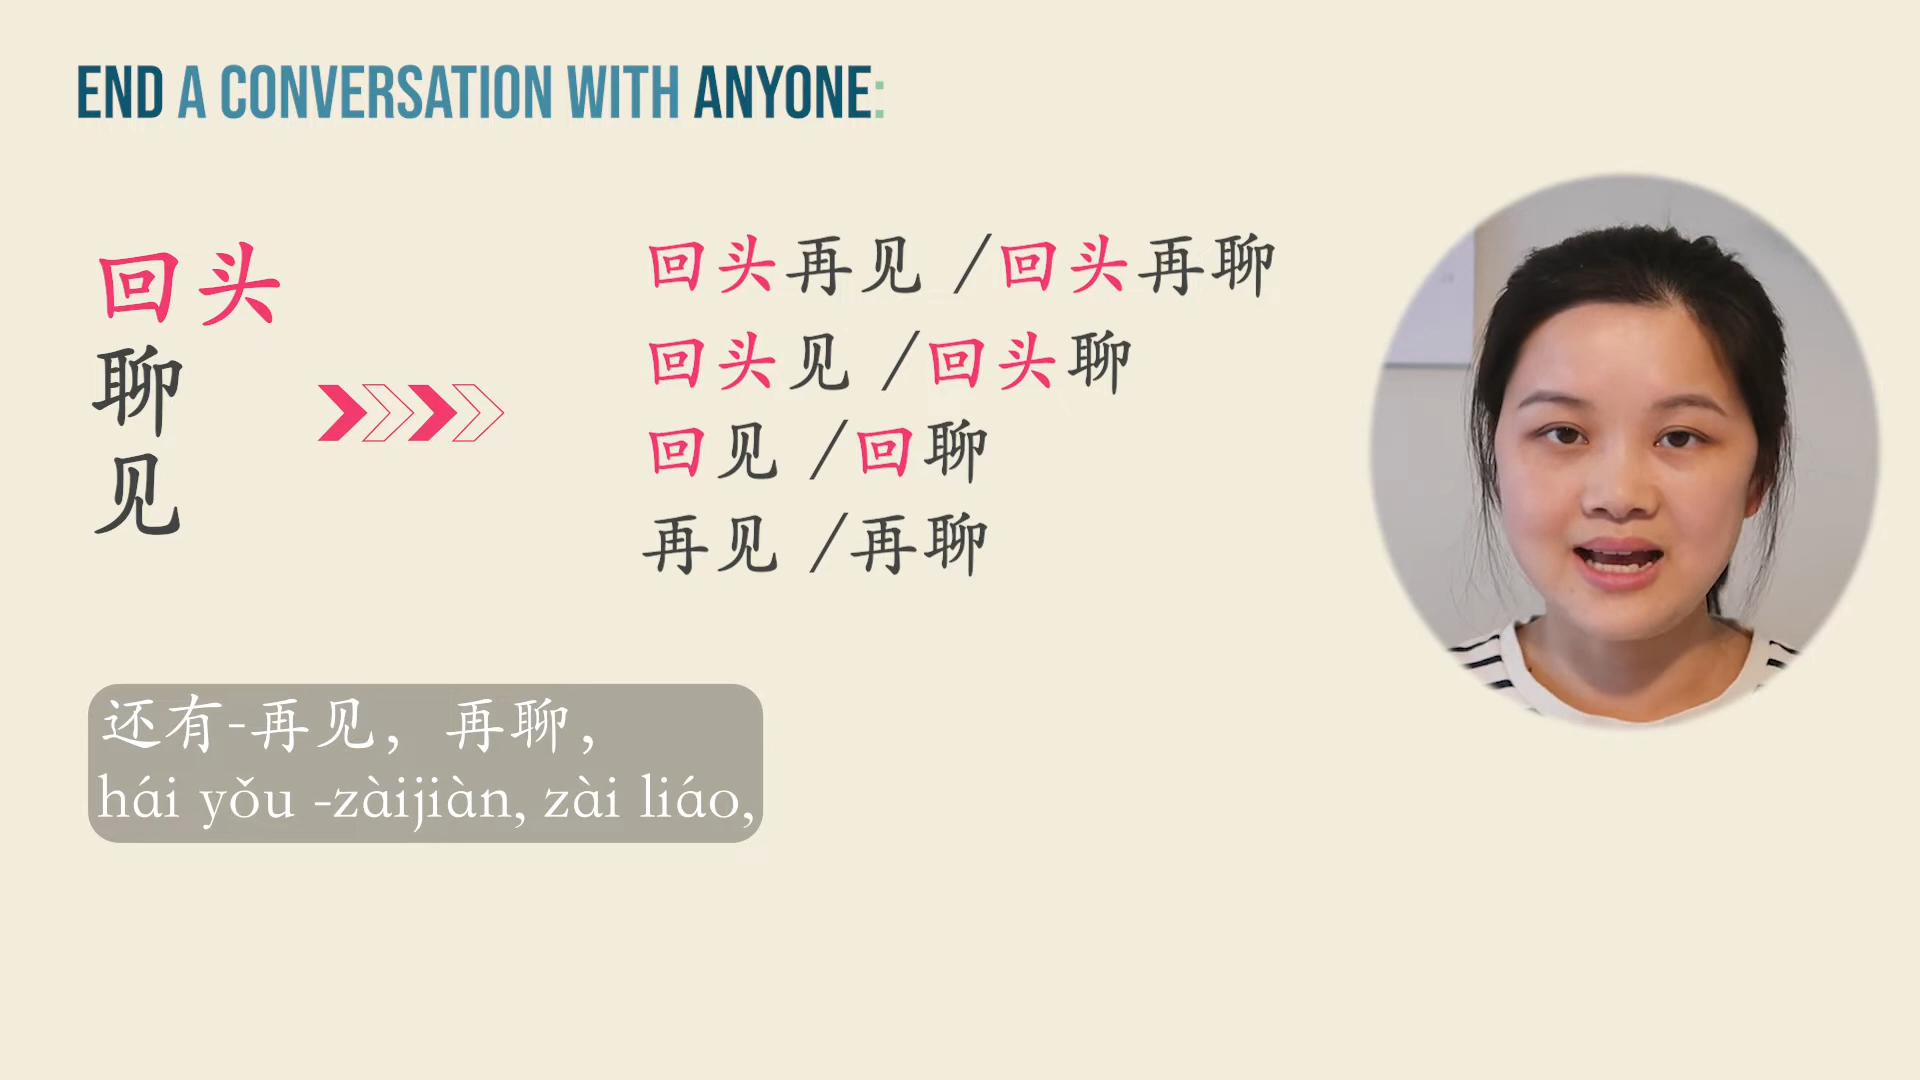 END A CONVERSATION WITH ANYONE:
回头
聊
见
回头再见 /回头再聊
回头见 /回头聊
回见 /回聊
再见 /再聊
还有-再见，再聊，
hái yǒu -zàijiàn, zài liáo,